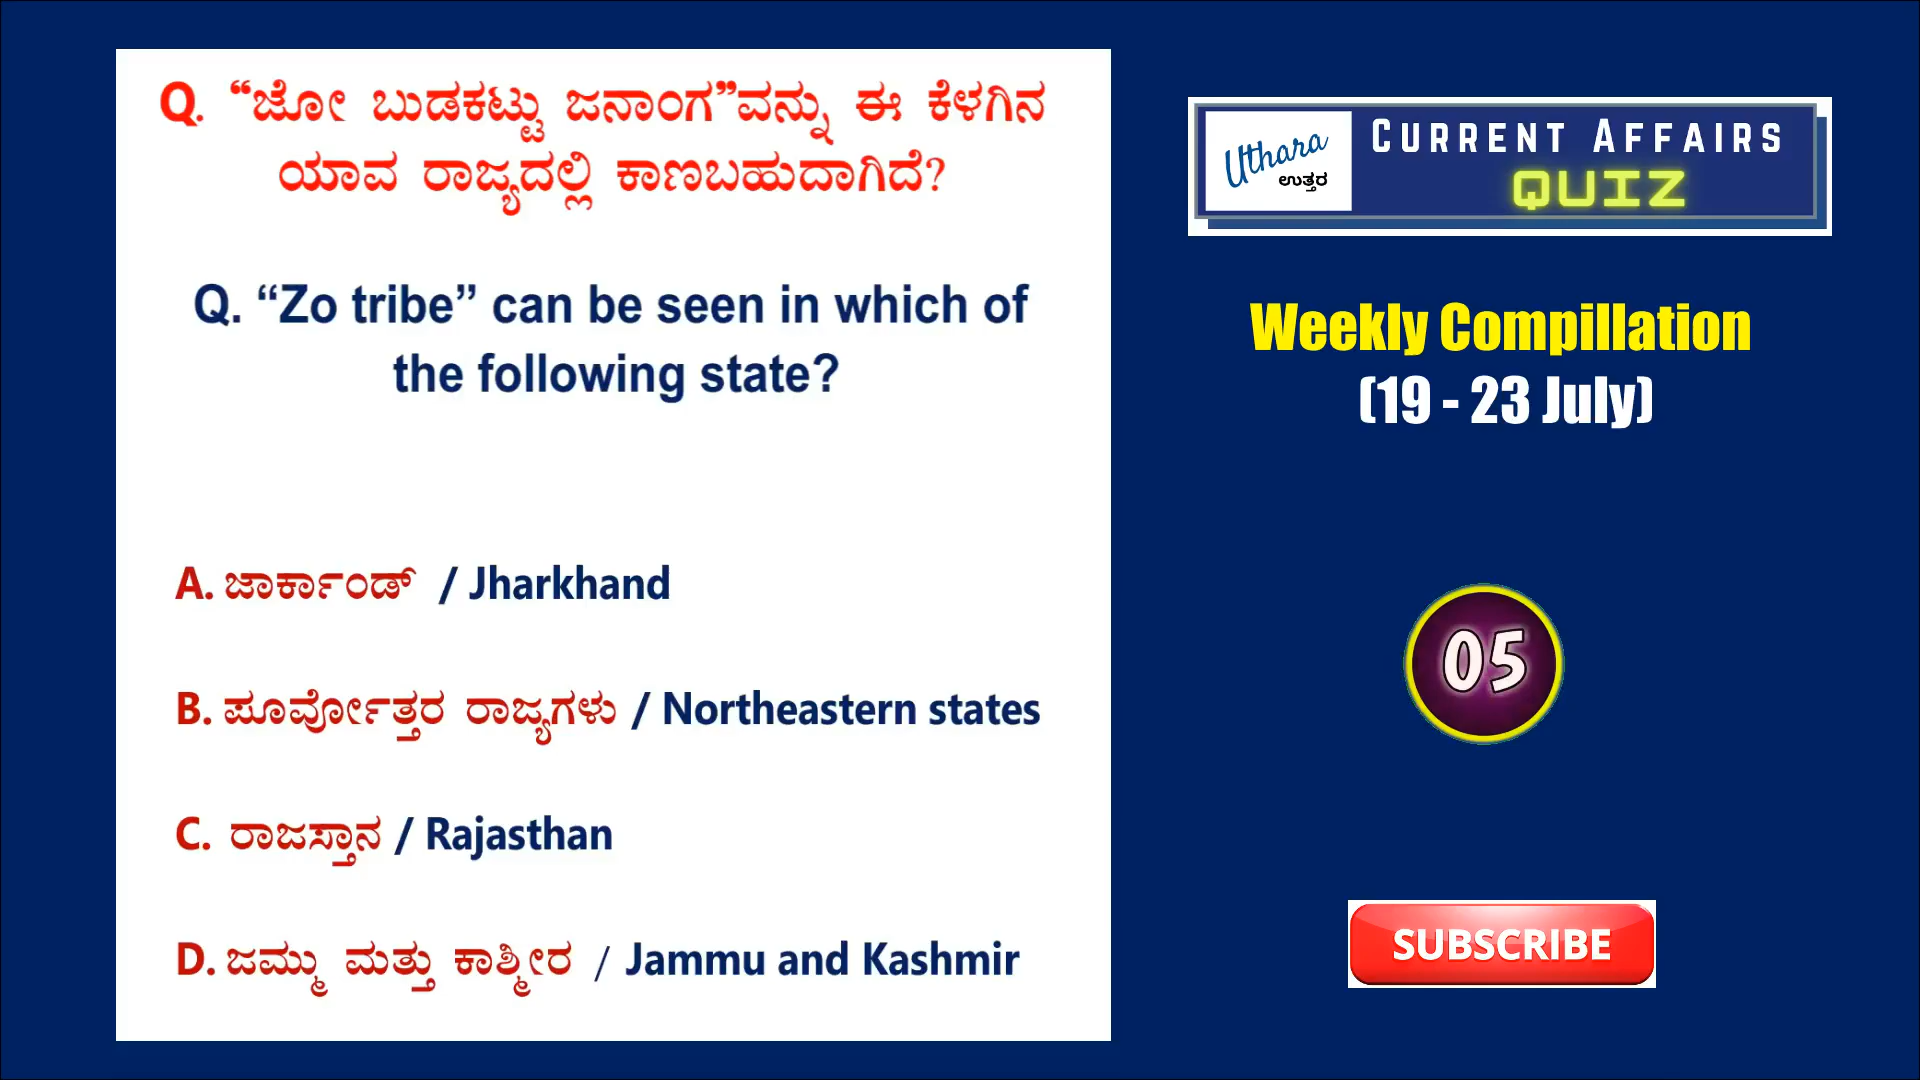 Q. “ಜೋ ಬುಡಕಟ್ಟು ಜನಾಂಗ”ವನ್ನು ಈ ಕೆಳಗಿನ
ಯಾವ ರಾಜ್ಯದಲ್ಲಿ ಕಾಣಬಹುದಾಗಿದೆ?
Q. “Zo tribe” can be seen in which of
the following state?
A. ಜಾರ್ಕಾಂಡ್ / Jharkhand
B. ಪೂರ್ವೋತ್ತರ ರಾಜ್ಯಗಳು / Northeastern states
C. ರಾಜಸ್ತಾನ / Rajasthan
D. ಜಮ್ಮು ಮತ್ತು ಕಾಶ್ಮೀರ / Jammu and Kashmir
Uthara
ಉತ್ತರ
CURRENT AFFAIRS
QUIZ
Weekly Compillation
(19 - 23 July)
05
SUBSCRIBE